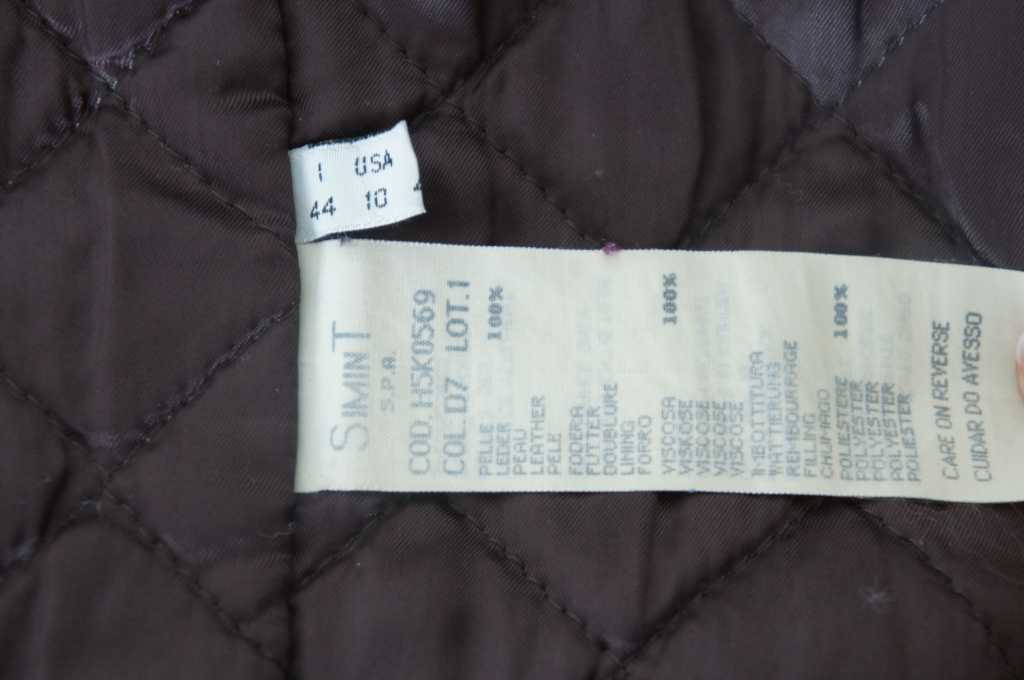 I USA
44 10
SIMINT
S.P.A.
COD. H5K0569
COL. D7 LOT. 1
PELLE 100%
LEDER
PEAU
LEATHER
PELE
FODERA
FUTTER
DOUBLURE
LINING
FORRO
VISCOSA 100%
VISKOSE
VISCOSE
VISCOSE
VISCOSE
IMBOTTITURA
WATTIERUNG
REMBOURRAGE
FILLING
CHUMAÇO
POLIESTERE 100%
POLYESTER
POLYESTER
POLYESTER
POLIESTER
CARE ON REVERSE
CUIDAR DO AVESSO